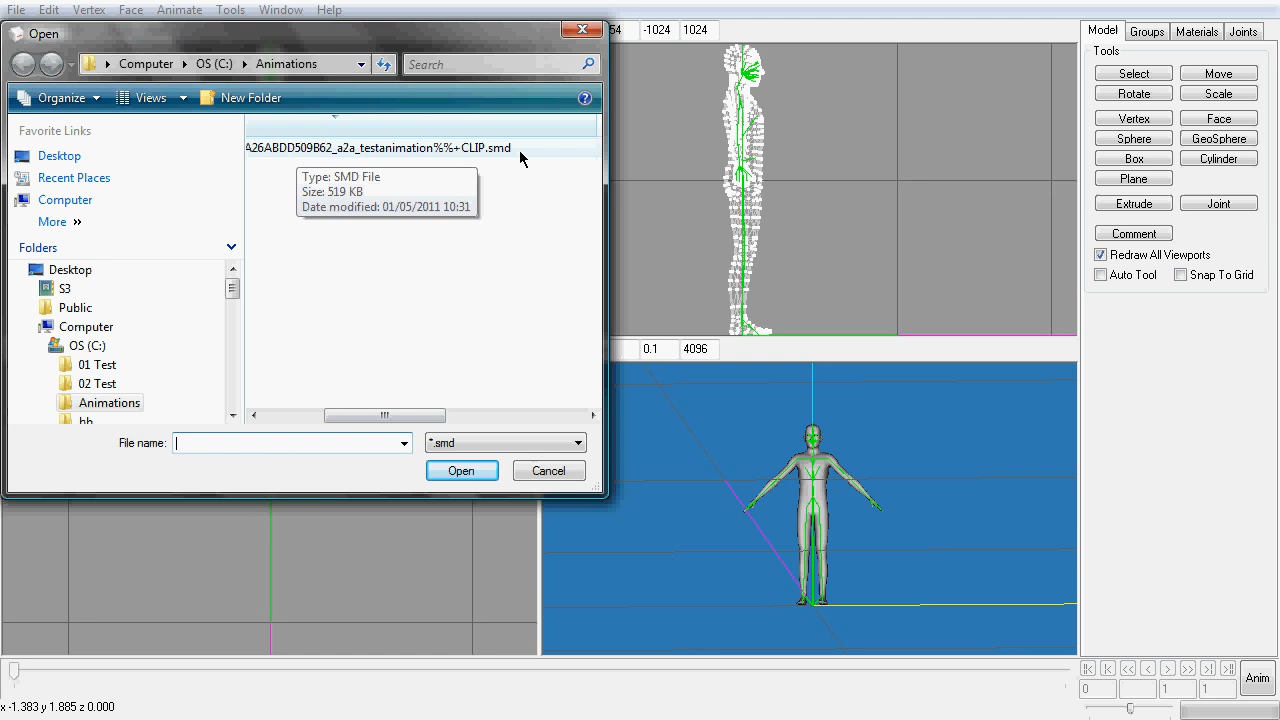 File Edit Vertex Face Animate Tools Window Help
Open
54 -1024 1024
Computer OS (C:) Animations
Search
Organize Views New Folder
Favorite Links
Desktop
Recent Places
Computer
More
Folders
Desktop
S3
Public
Computer
OS (C:)
01 Test
02 Test
Animations
bb
A26ABDD509B62_a2a_testanimation%%+CLIP.smd
Type: SMD File
Size: 519 KB
Date modified: 01/05/2011 10:31
File name:
*.smd
Open Cancel
0.1 4096
Model Groups Materials Joints
Tools
Select Move
Rotate Scale
Vertex Face
Sphere GeoSphere
Box Cylinder
Plane
Extrude Joint
Comment
Redraw All Viewports
Auto Tool Snap To Grid
0 1 1
Anim
x -1.383 y 1.885 z 0.000